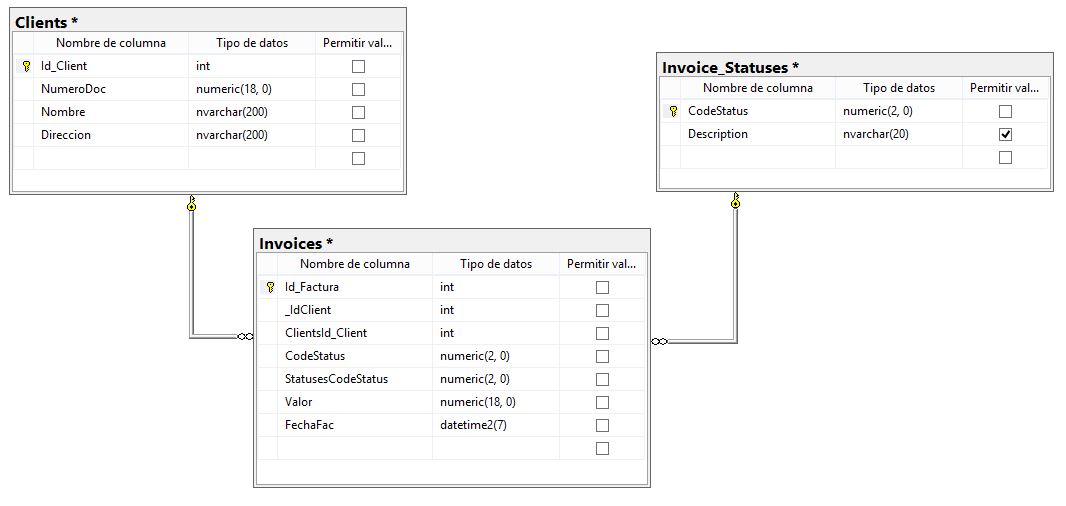 Clients *
Nombre de columna Tipo de datos Permitir val...
Id_Client int
NumeroDoc numeric(18, 0)
Nombre nvarchar(200)
Direccion nvarchar(200)
Invoice_Statuses *
Nombre de columna Tipo de datos Permitir val...
CodeStatus numeric(2, 0)
Description nvarchar(20)
Invoices *
Nombre de columna Tipo de datos Permitir val...
Id_Factura int
_IdClient int
ClientsId_Client int
CodeStatus numeric(2, 0)
StatusesCodeStatus numeric(2, 0)
Valor numeric(18, 0)
FechaFac datetime2(7)